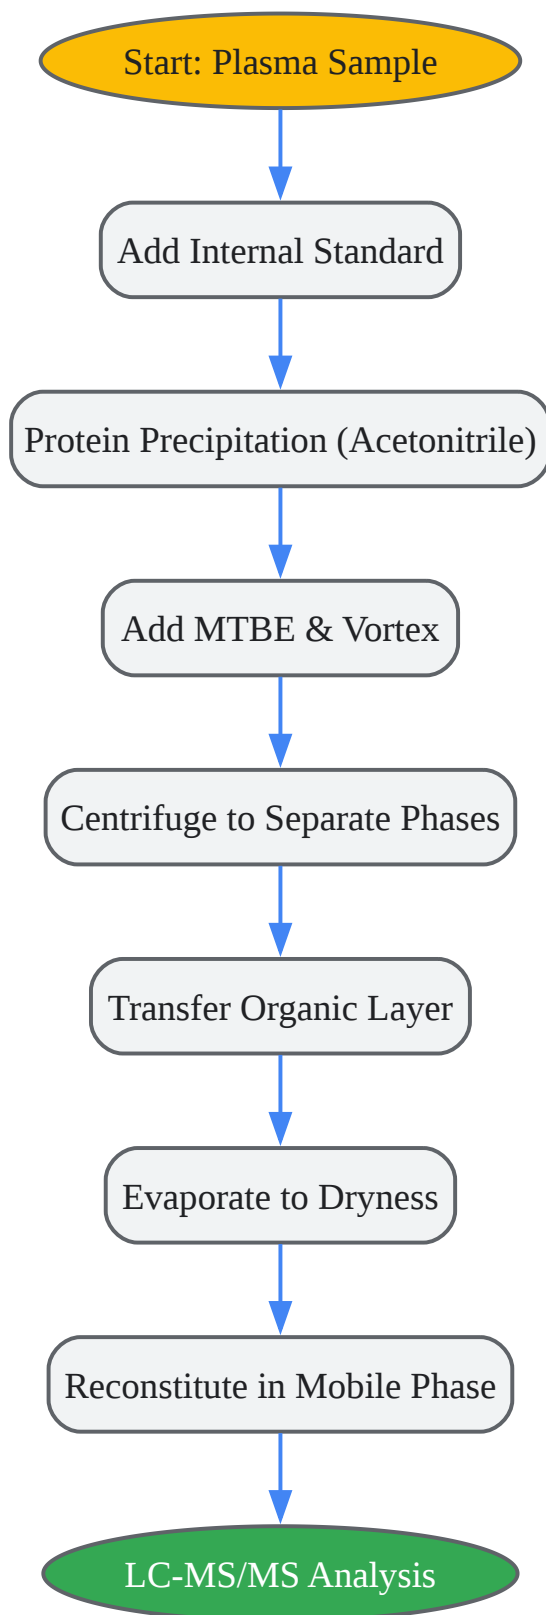 Start: Plasma Sample
Add Internal Standard
Protein Precipitation (Acetonitrile)
Add MTBE & Vortex
Centrifuge to Separate Phases
Transfer Organic Layer
Evaporate to Dryness
Reconstitute in Mobile Phase
LC-MS/MS Analysis